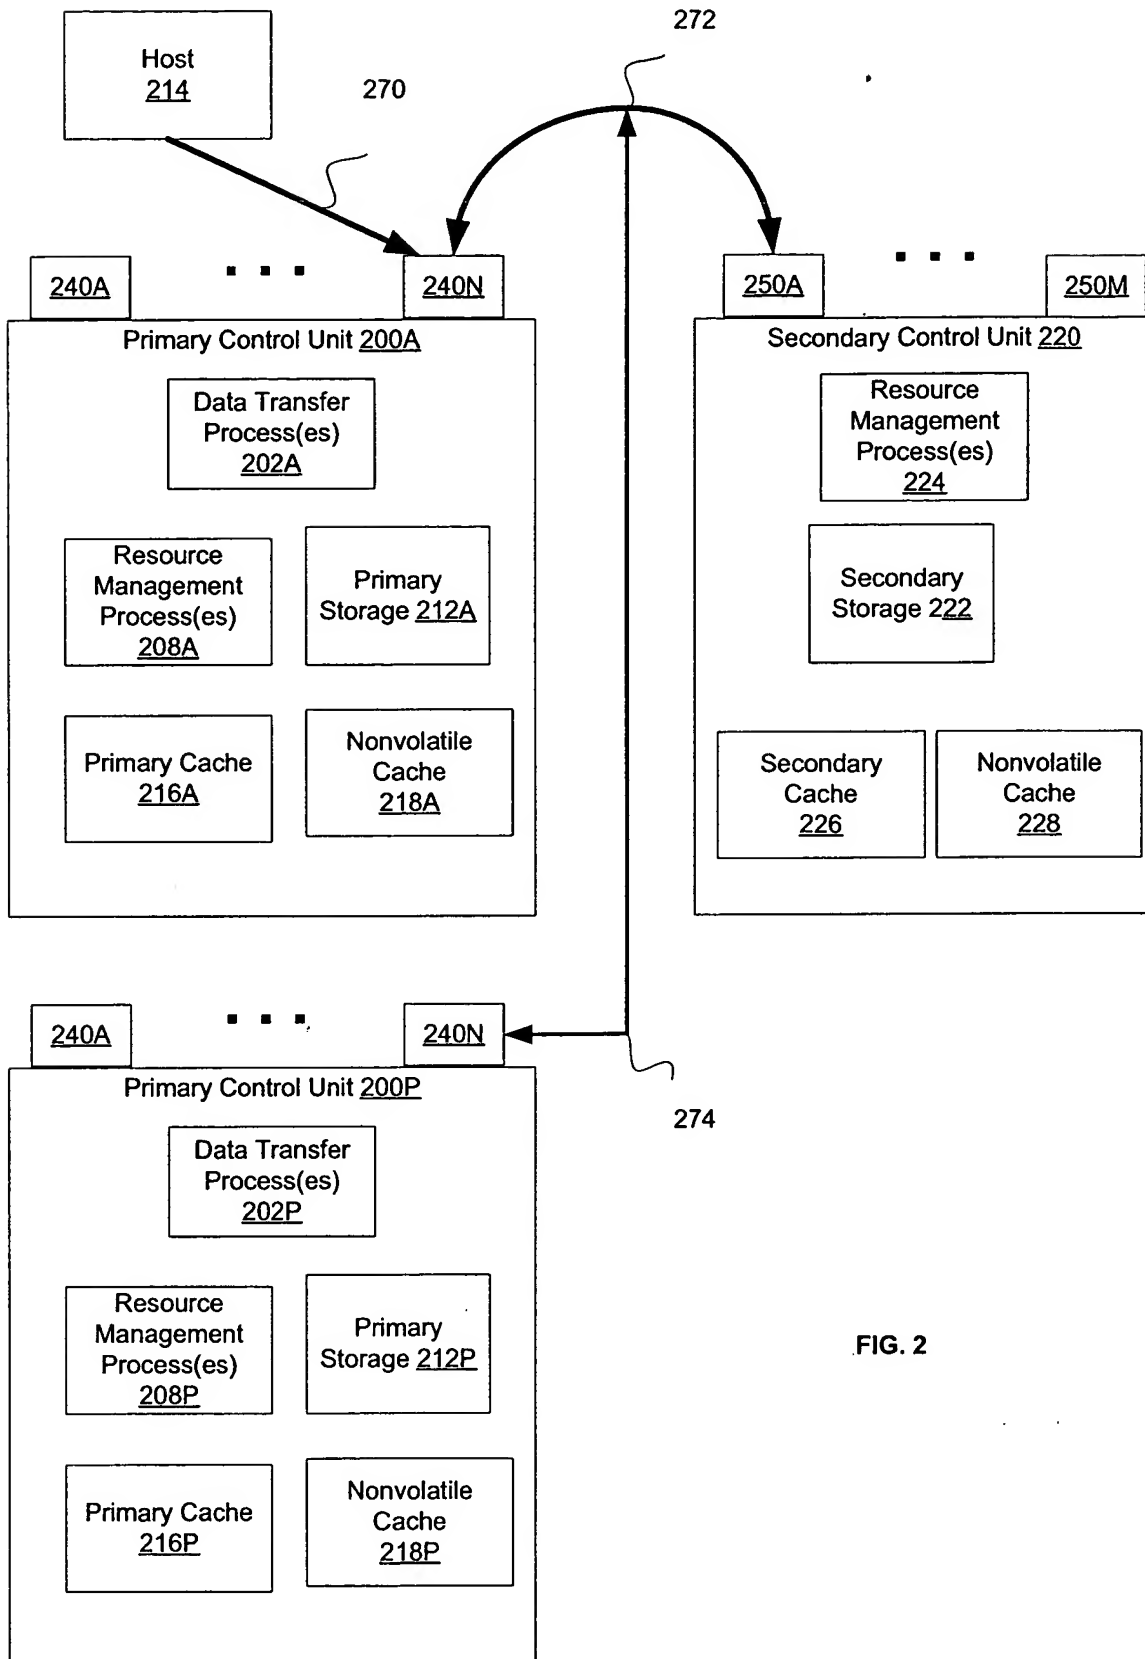 272
Host
214
270
240A
240N
250A
250M
Primary Control Unit 200A
Data Transfer
Process(es)
202A
Resource
Management
Process(es)
208A
Primary
Storage 212A
Primary Cache
216A
Nonvolatile
Cache
218A
Secondary Control Unit 220
Resource
Management
Process(es)
224
Secondary
Storage 222
Secondary
Cache
226
Nonvolatile
Cache
228
240A
240N
274
Primary Control Unit 200P
Data Transfer
Process(es)
202P
Resource
Management
Process(es)
208P
Primary
Storage 212P
Primary Cache
216P
Nonvolatile
Cache
218P
FIG. 2